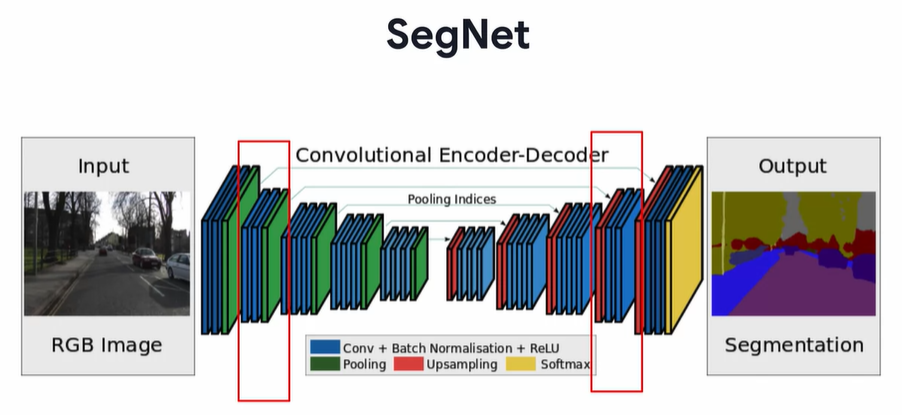 SegNet
Input
RGB Image
Convolutional Encoder-Decoder
Pooling Indices
Conv + Batch Normalisation + ReLU
Pooling Upsampling Softmax
Output
Segmentation